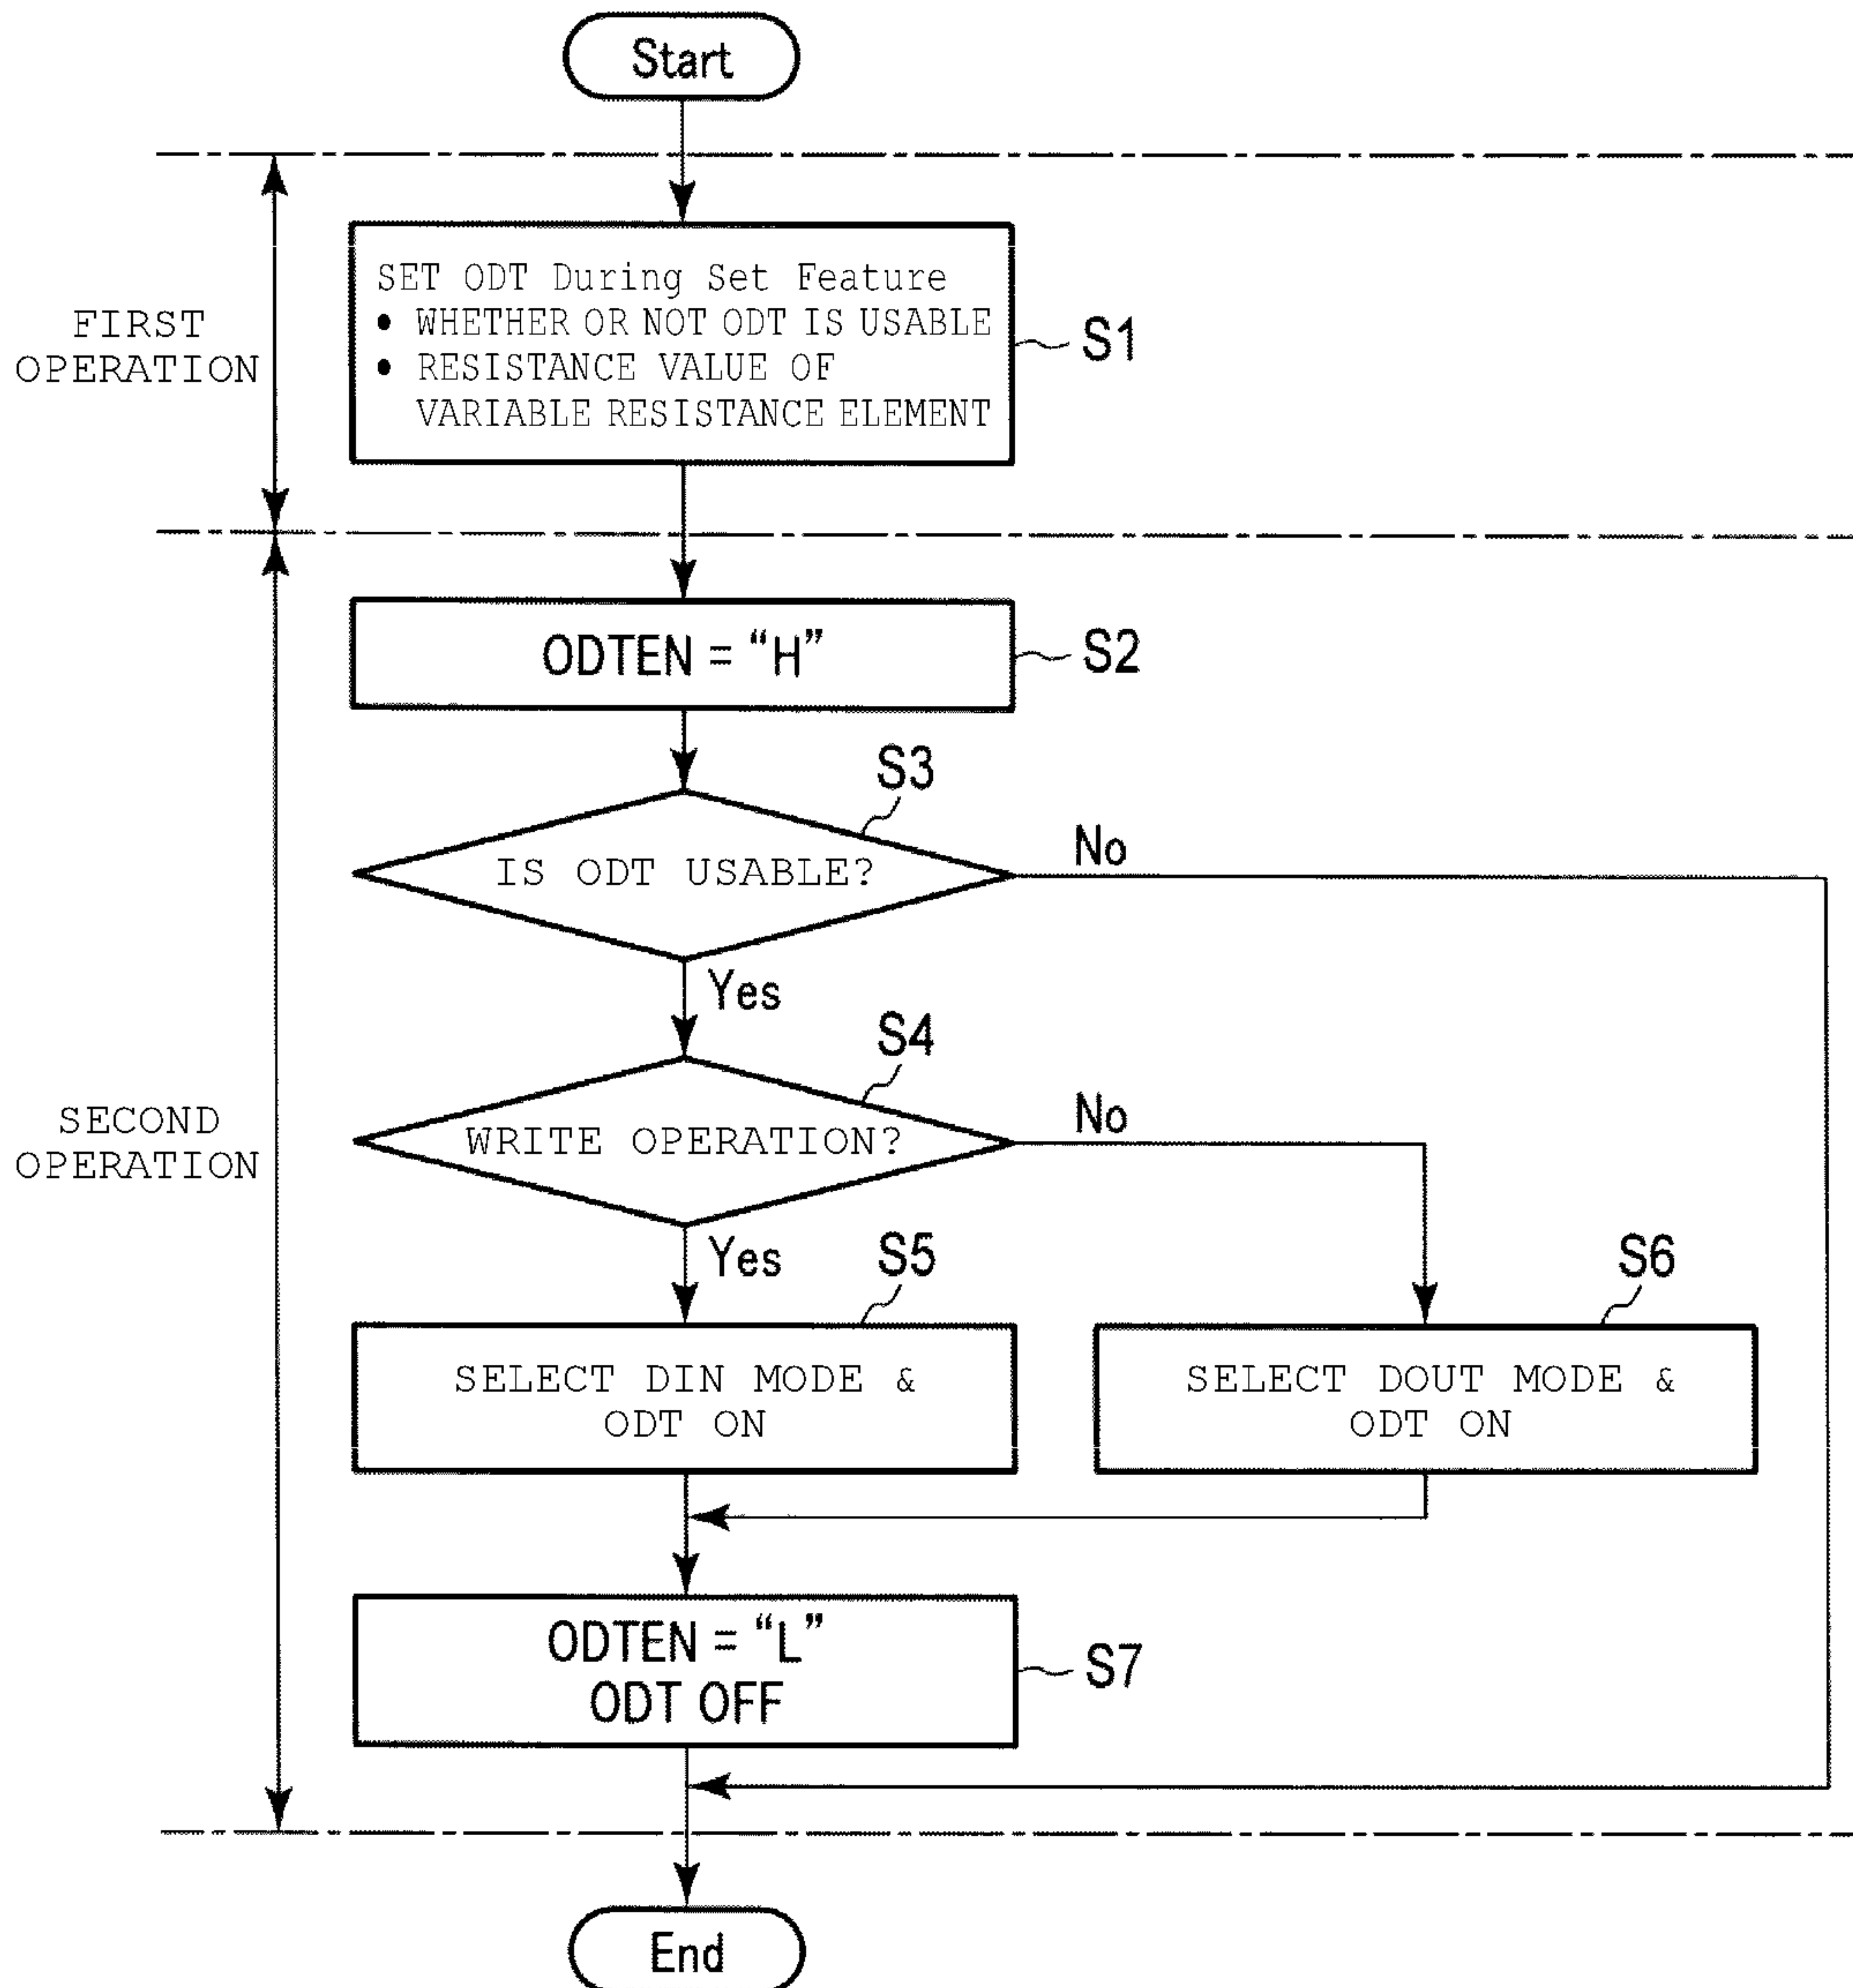 Start
FIRST
OPERATION
SET ODT During Set Feature
• WHETHER OR NOT ODT IS USABLE
• RESISTANCE VALUE OF
VARIABLE RESISTANCE ELEMENT
S1
SECOND
OPERATION
ODTEN = “H”
S2
S3
IS ODT USABLE?
No
Yes
S4
WRITE OPERATION?
No
Yes
S5
SELECT DIN MODE &
ODT ON
S6
SELECT DOUT MODE &
ODT ON
ODTEN = “L”
ODT OFF
S7
End